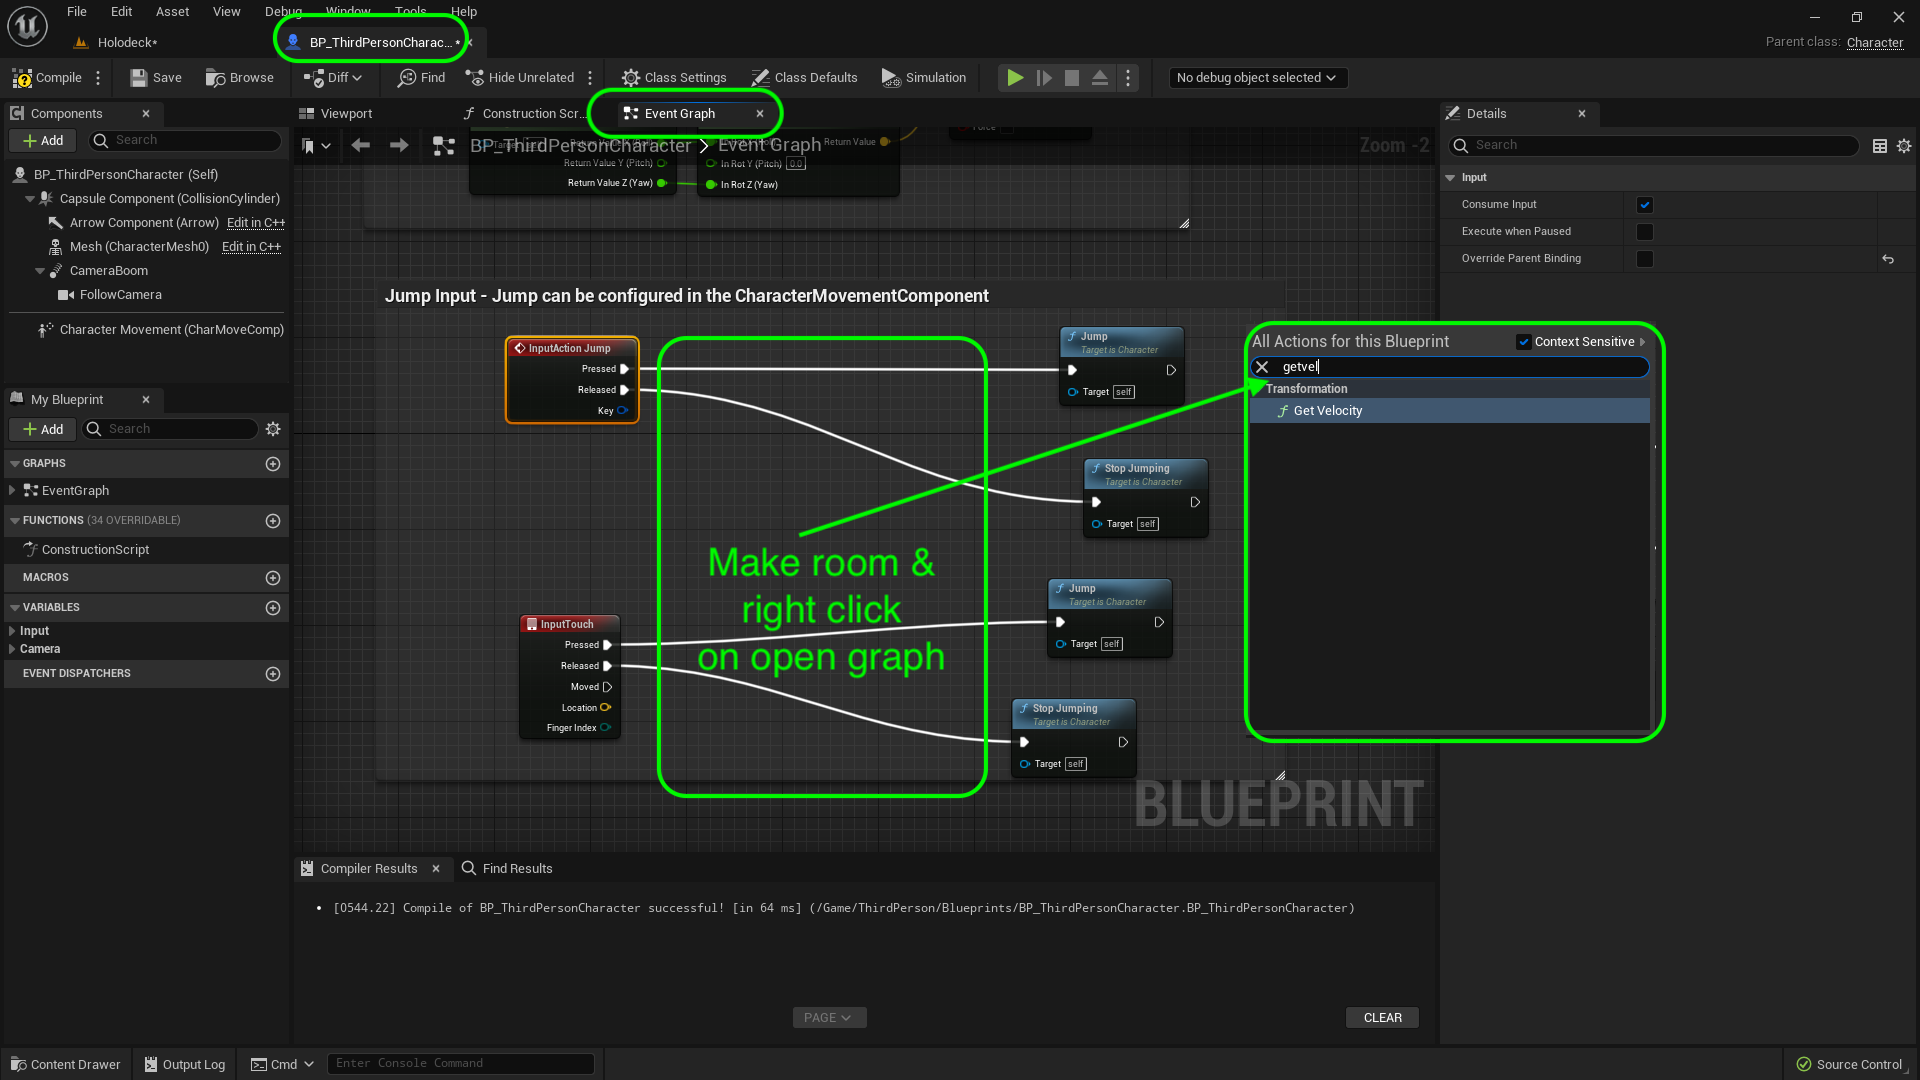 File Edit Asset View Debug Window Tools Help
Holodeck*
BP_ThirdPersonCharac... *
Parent class: Character
Compile
Save
Browse
Diff
Find
Hide Unrelated
Class Settings
Class Defaults
Simulation
No debug object selected
Components
Add
Search
BP_ThirdPersonCharacter (Self)
Capsule Component (CollisionCylinder)
Arrow Component (Arrow) Edit in C++
Mesh (CharacterMesh0) Edit in C++
CameraBoom
FollowCamera
Character Movement (CharMoveComp)
My Blueprint
Add
Search
GRAPHS
EventGraph
FUNCTIONS (34 OVERRIDABLE)
ConstructionScript
MACROS
VARIABLES
Input
Camera
EVENT DISPATCHERS
Viewport
Construction Scr...
Event Graph
BP_ThirdPersonCharacter > Event Graph
Zoom -2
Return Value
Return Value Y (Pitch)
In Rot Y (Pitch) 0.0
Return Value Z (Yaw)
In Rot Z (Yaw)
Jump Input - Jump can be configured in the CharacterMovementComponent
InputAction Jump
Pressed
Released
Key
Jump
Target is Character
Target self
Stop Jumping
Target is Character
Target self
Make room &
right click
on open graph
InputTouch
Pressed
Released
Moved
Location
Finger Index
Jump
Target is Character
Target self
Stop Jumping
Target is Character
Target self
BLUEPRINT
All Actions for this Blueprint
Context Sensitive
getvel
Transformation
Get Velocity
Details
Search
Input
Consume Input
Execute when Paused
Override Parent Binding
Compiler Results
Find Results
[0544.22] Compile of BP_ThirdPersonCharacter successful! [in 64 ms] (/Game/ThirdPerson/Blueprints/BP_ThirdPersonCharacter.BP_ThirdPersonCharacter)
PAGE
CLEAR
Content Drawer
Output Log
Cmd
Enter Console Command
Source Control